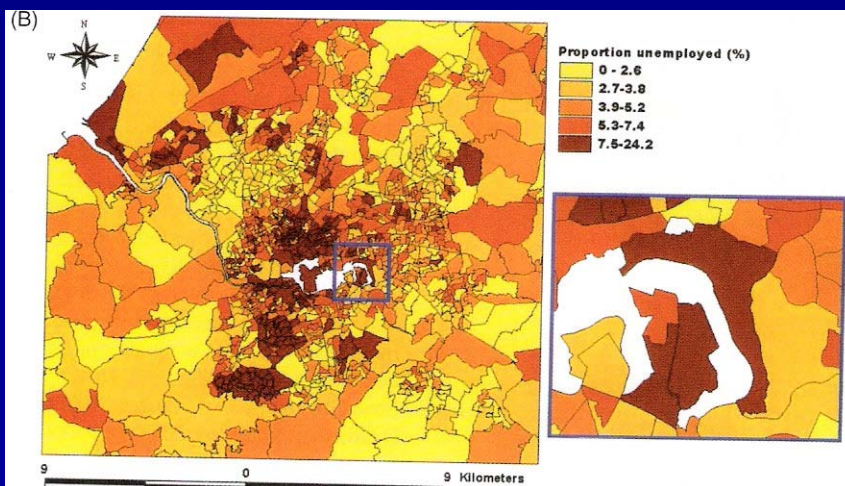 (B)
N
W E
S
Proportion unemployed (%)
0 - 2.6
2.7-3.8
3.9-5.2
5.3-7.4
7.5-24.2
9 0 9 Kilometers